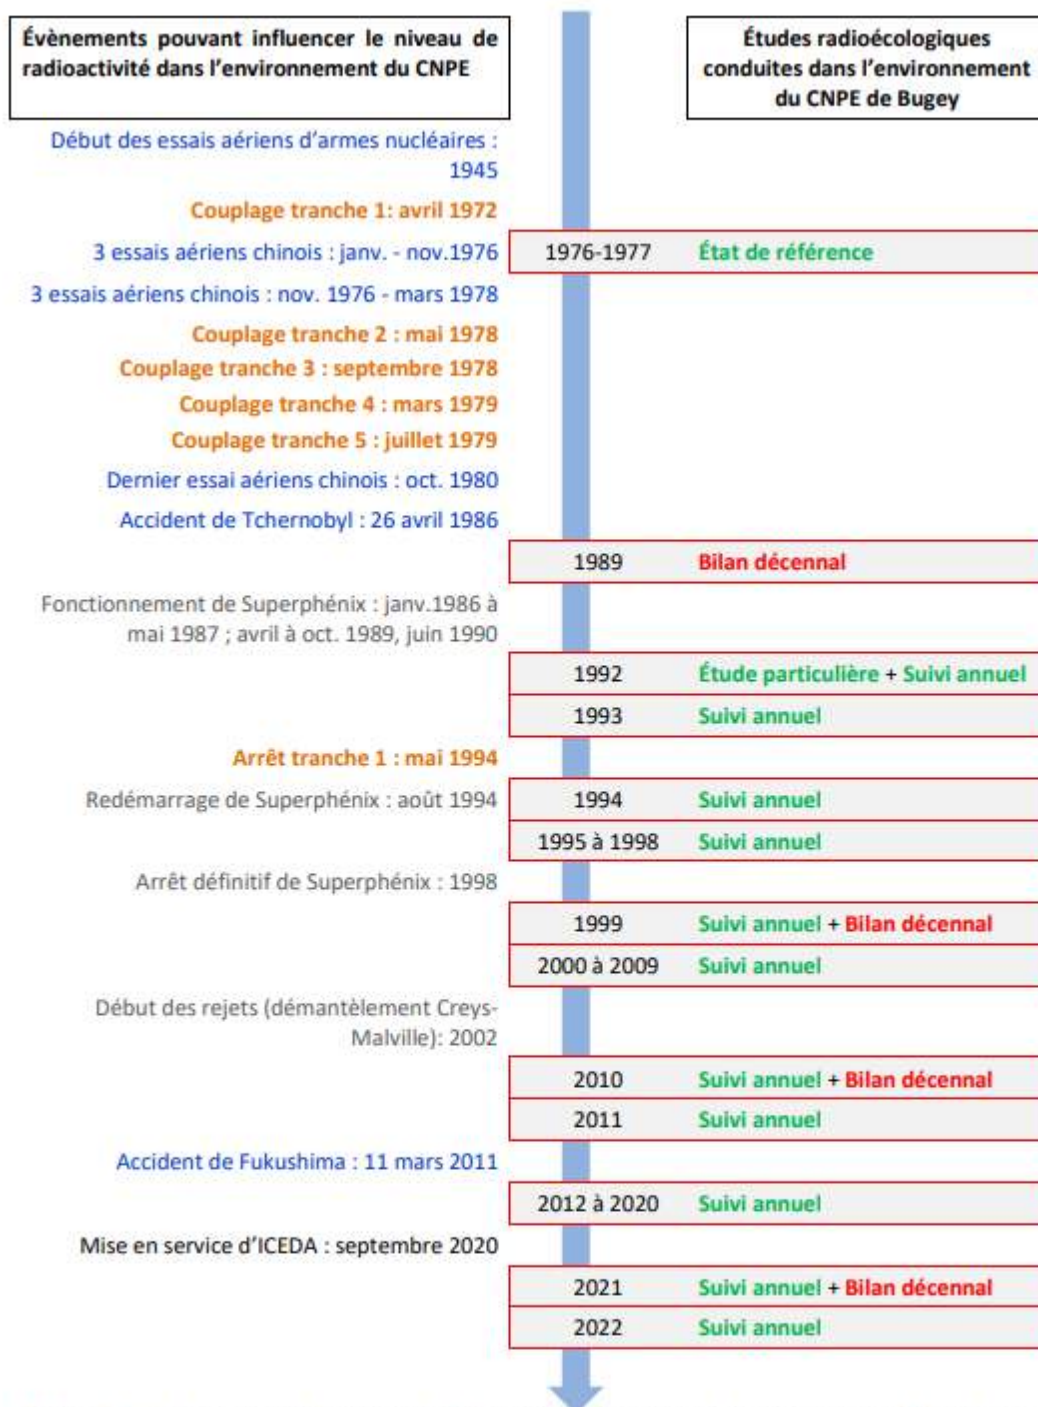 Évènements pouvant influencer le niveau de
radioactivité dans l'environnement du CNPE
Études radioécologiques
conduites dans l'environnement
du CNPE de Bugey
Début des essais aériens d'armes nucléaires :
1945
Couplage tranche 1: avril 1972
3 essais aériens chinois : janv. - nov.1976
1976-1977 État de référence
3 essais aériens chinois : nov. 1976 - mars 1978
Couplage tranche 2 : mai 1978
Couplage tranche 3 : septembre 1978
Couplage tranche 4 : mars 1979
Couplage tranche 5 : juillet 1979
Dernier essai aériens chinois : oct. 1980
Accident de Tchernobyl : 26 avril 1986
1989 Bilan décennal
Fonctionnement de Superphénix : janv.1986 à
mai 1987 ; avril à oct. 1989, juin 1990
1992 Étude particulière + Suivi annuel
1993 Suivi annuel
Arrêt tranche 1 : mai 1994
Redémarrage de Superphénix : août 1994
1994 Suivi annuel
1995 à 1998 Suivi annuel
Arrêt définitif de Superphénix : 1998
1999 Suivi annuel + Bilan décennal
2000 à 2009 Suivi annuel
Début des rejets (démantèlement Creys-
Malville): 2002
2010 Suivi annuel + Bilan décennal
2011 Suivi annuel
Accident de Fukushima : 11 mars 2011
2012 à 2020 Suivi annuel
Mise en service d'ICEDA : septembre 2020
2021 Suivi annuel + Bilan décennal
2022 Suivi annuel